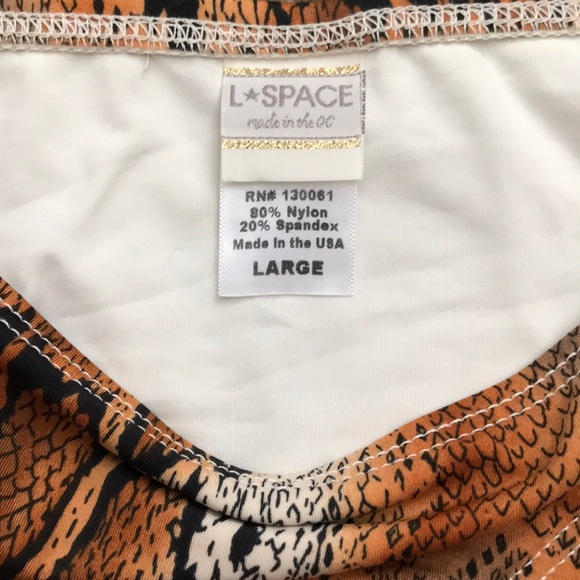 L★SPACE
made in the OC
RN# 130061
80% Nylon
20% Spandex
Made in the USA
LARGE